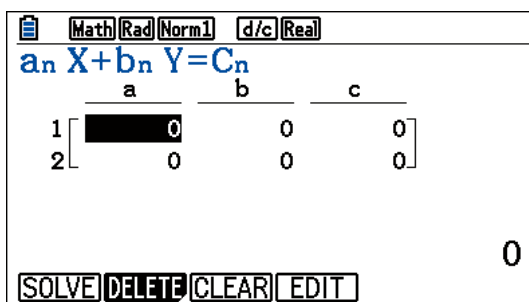 Math Rad Norm1 d/c Real
an X+bn Y=Cn
a b c
1 0 0 0
2 0 0 0
0
SOLVE DELETE CLEAR EDIT